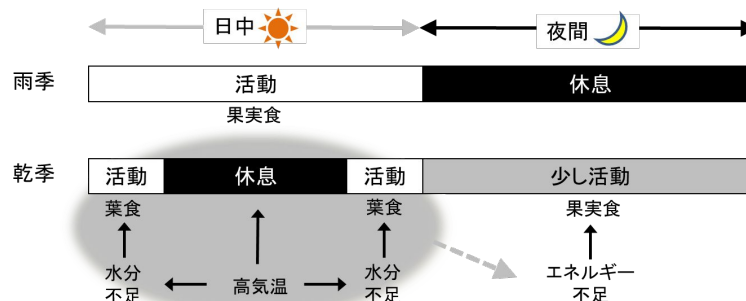 日中
夜間
雨季
活動
休息
果実食
乾季
活動
休息
活動
少し活動
葉食
葉食
果実食
水分
不足
高気温
水分
不足
エネルギー
不足